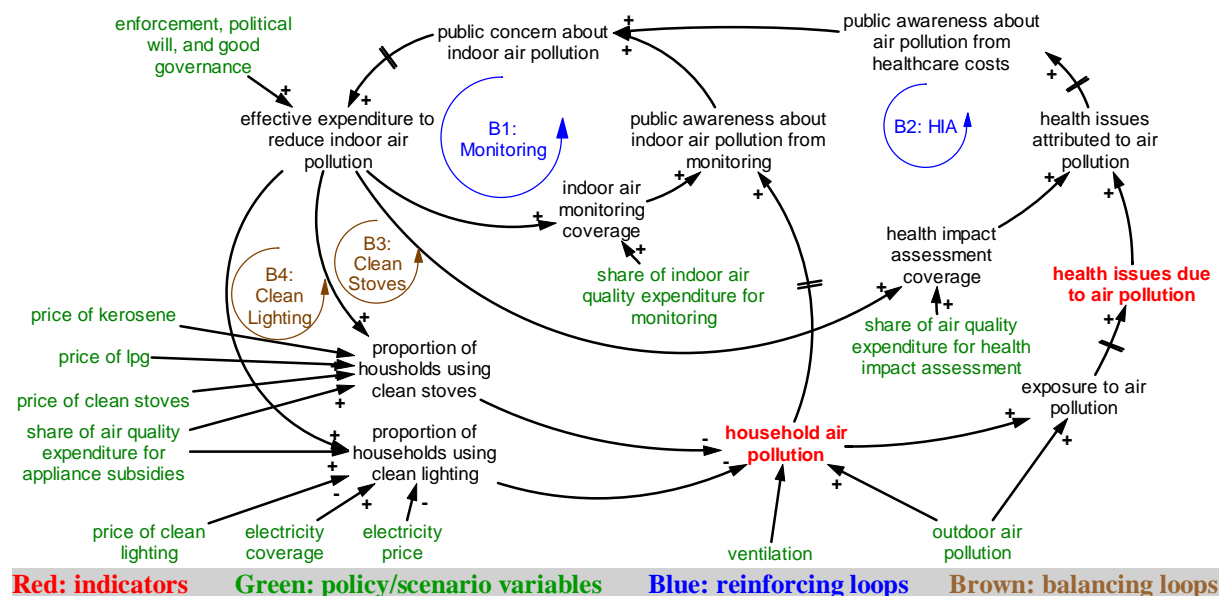 enforcement, political
will, and good
governance
public concern about
indoor air pollution
public awareness about
air pollution from
healthcare costs
effective expenditure to
reduce indoor air
pollution
B1:
Monitoring
public awareness about
indoor air pollution from
monitoring
B2: HIA
health issues
attributed to air
pollution
indoor air
monitoring
coverage
B3:
Clean
Stoves
B4:
Clean
Lighting
health impact
assessment
coverage
share of indoor air
quality expenditure for
monitoring
health issues due
to air pollution
price of kerosene
price of lpg
price of clean stoves
share of air quality
expenditure for
appliance subsidies
proportion of
housholds using
clean stoves
share of air quality
expenditure for health
impact assessment
exposure to air
pollution
proportion of
households using
clean lighting
household air
pollution
price of clean
lighting
electricity
coverage
electricity
price
ventilation
outdoor air
pollution
Red: indicators Green: policy/scenario variables Blue: reinforcing loops Brown: balancing loops